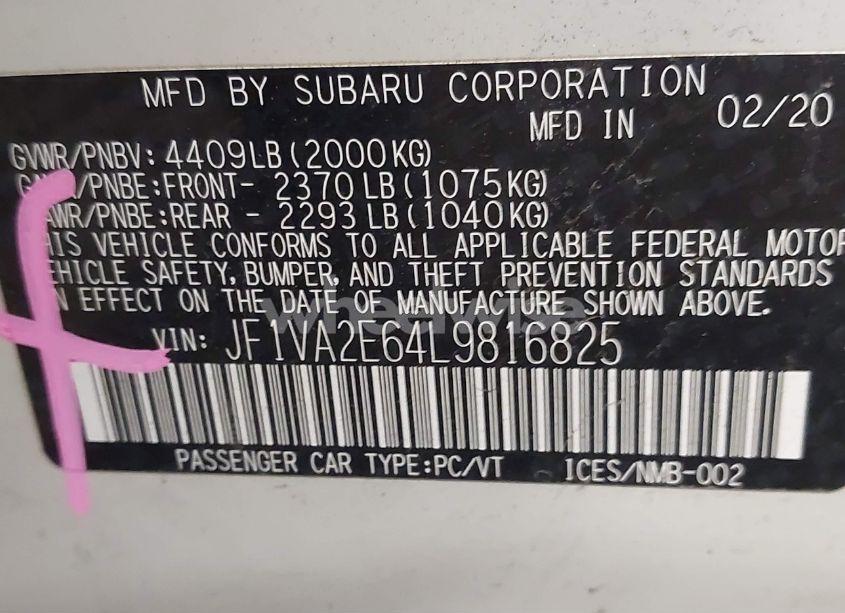 MFD BY SUBARU CORPORATION
MFD IN 02/20
GVWR/PNBV: 4409LB(2000KG)
/PNBE:FRONT- 2370 LB(1075KG)
AWR/PNBE:REAR - 2293 LB(1040KG)
HIS VEHICLE CONFORMS TO ALL APPLICABLE FEDERAL MOTOR
EHICLE SAFETY, BUMPER, AND THEFT PREVENTION STANDARDS
N EFFECT ON THE DATE OF MANUFACTURE SHOWN ABOVE.
VIN: JF1VA2E64L9816825
PASSENGER CAR TYPE:PC/VT ICES/NMB-002